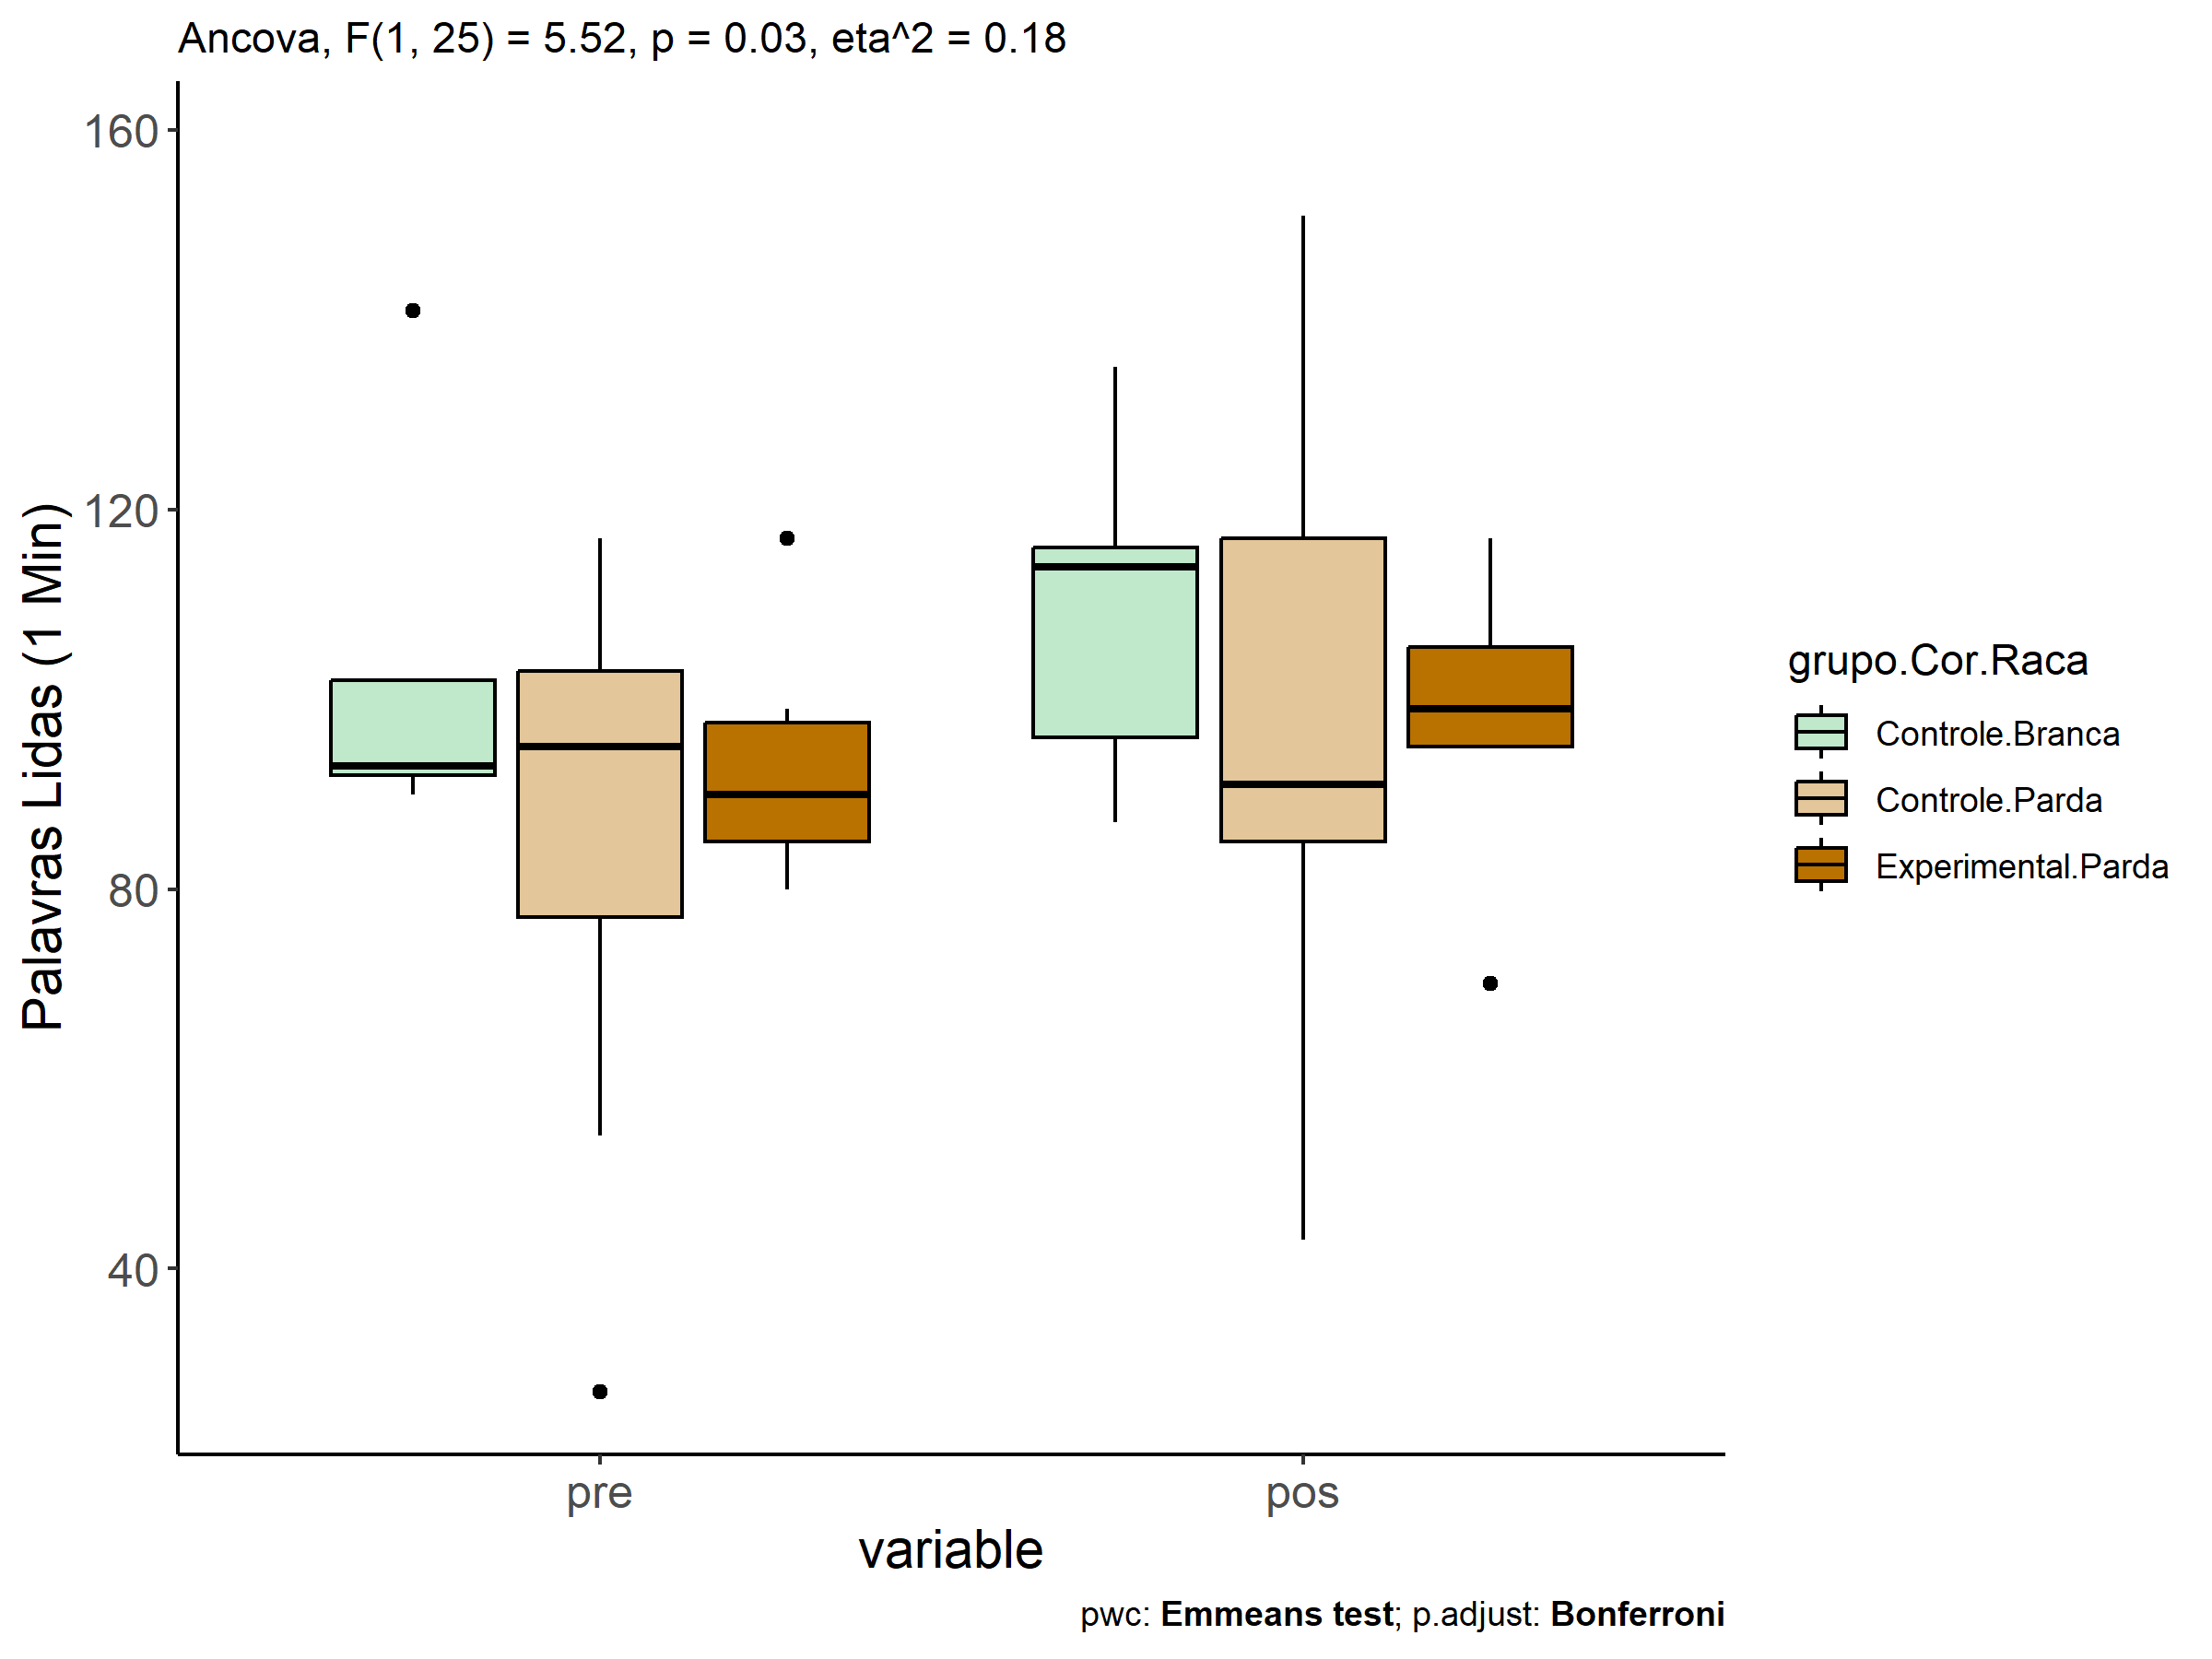 Ancova, F(1, 25) = 5.52, p = 0.03, eta^2 = 0.18
Palavras Lidas (1 Min)
160
120
80
40
pre
pos
variable
grupo.Cor.Raca
Controle.Branca
Controle.Parda
Experimental.Parda
pwc: Emmeans test; p.adjust: Bonferroni